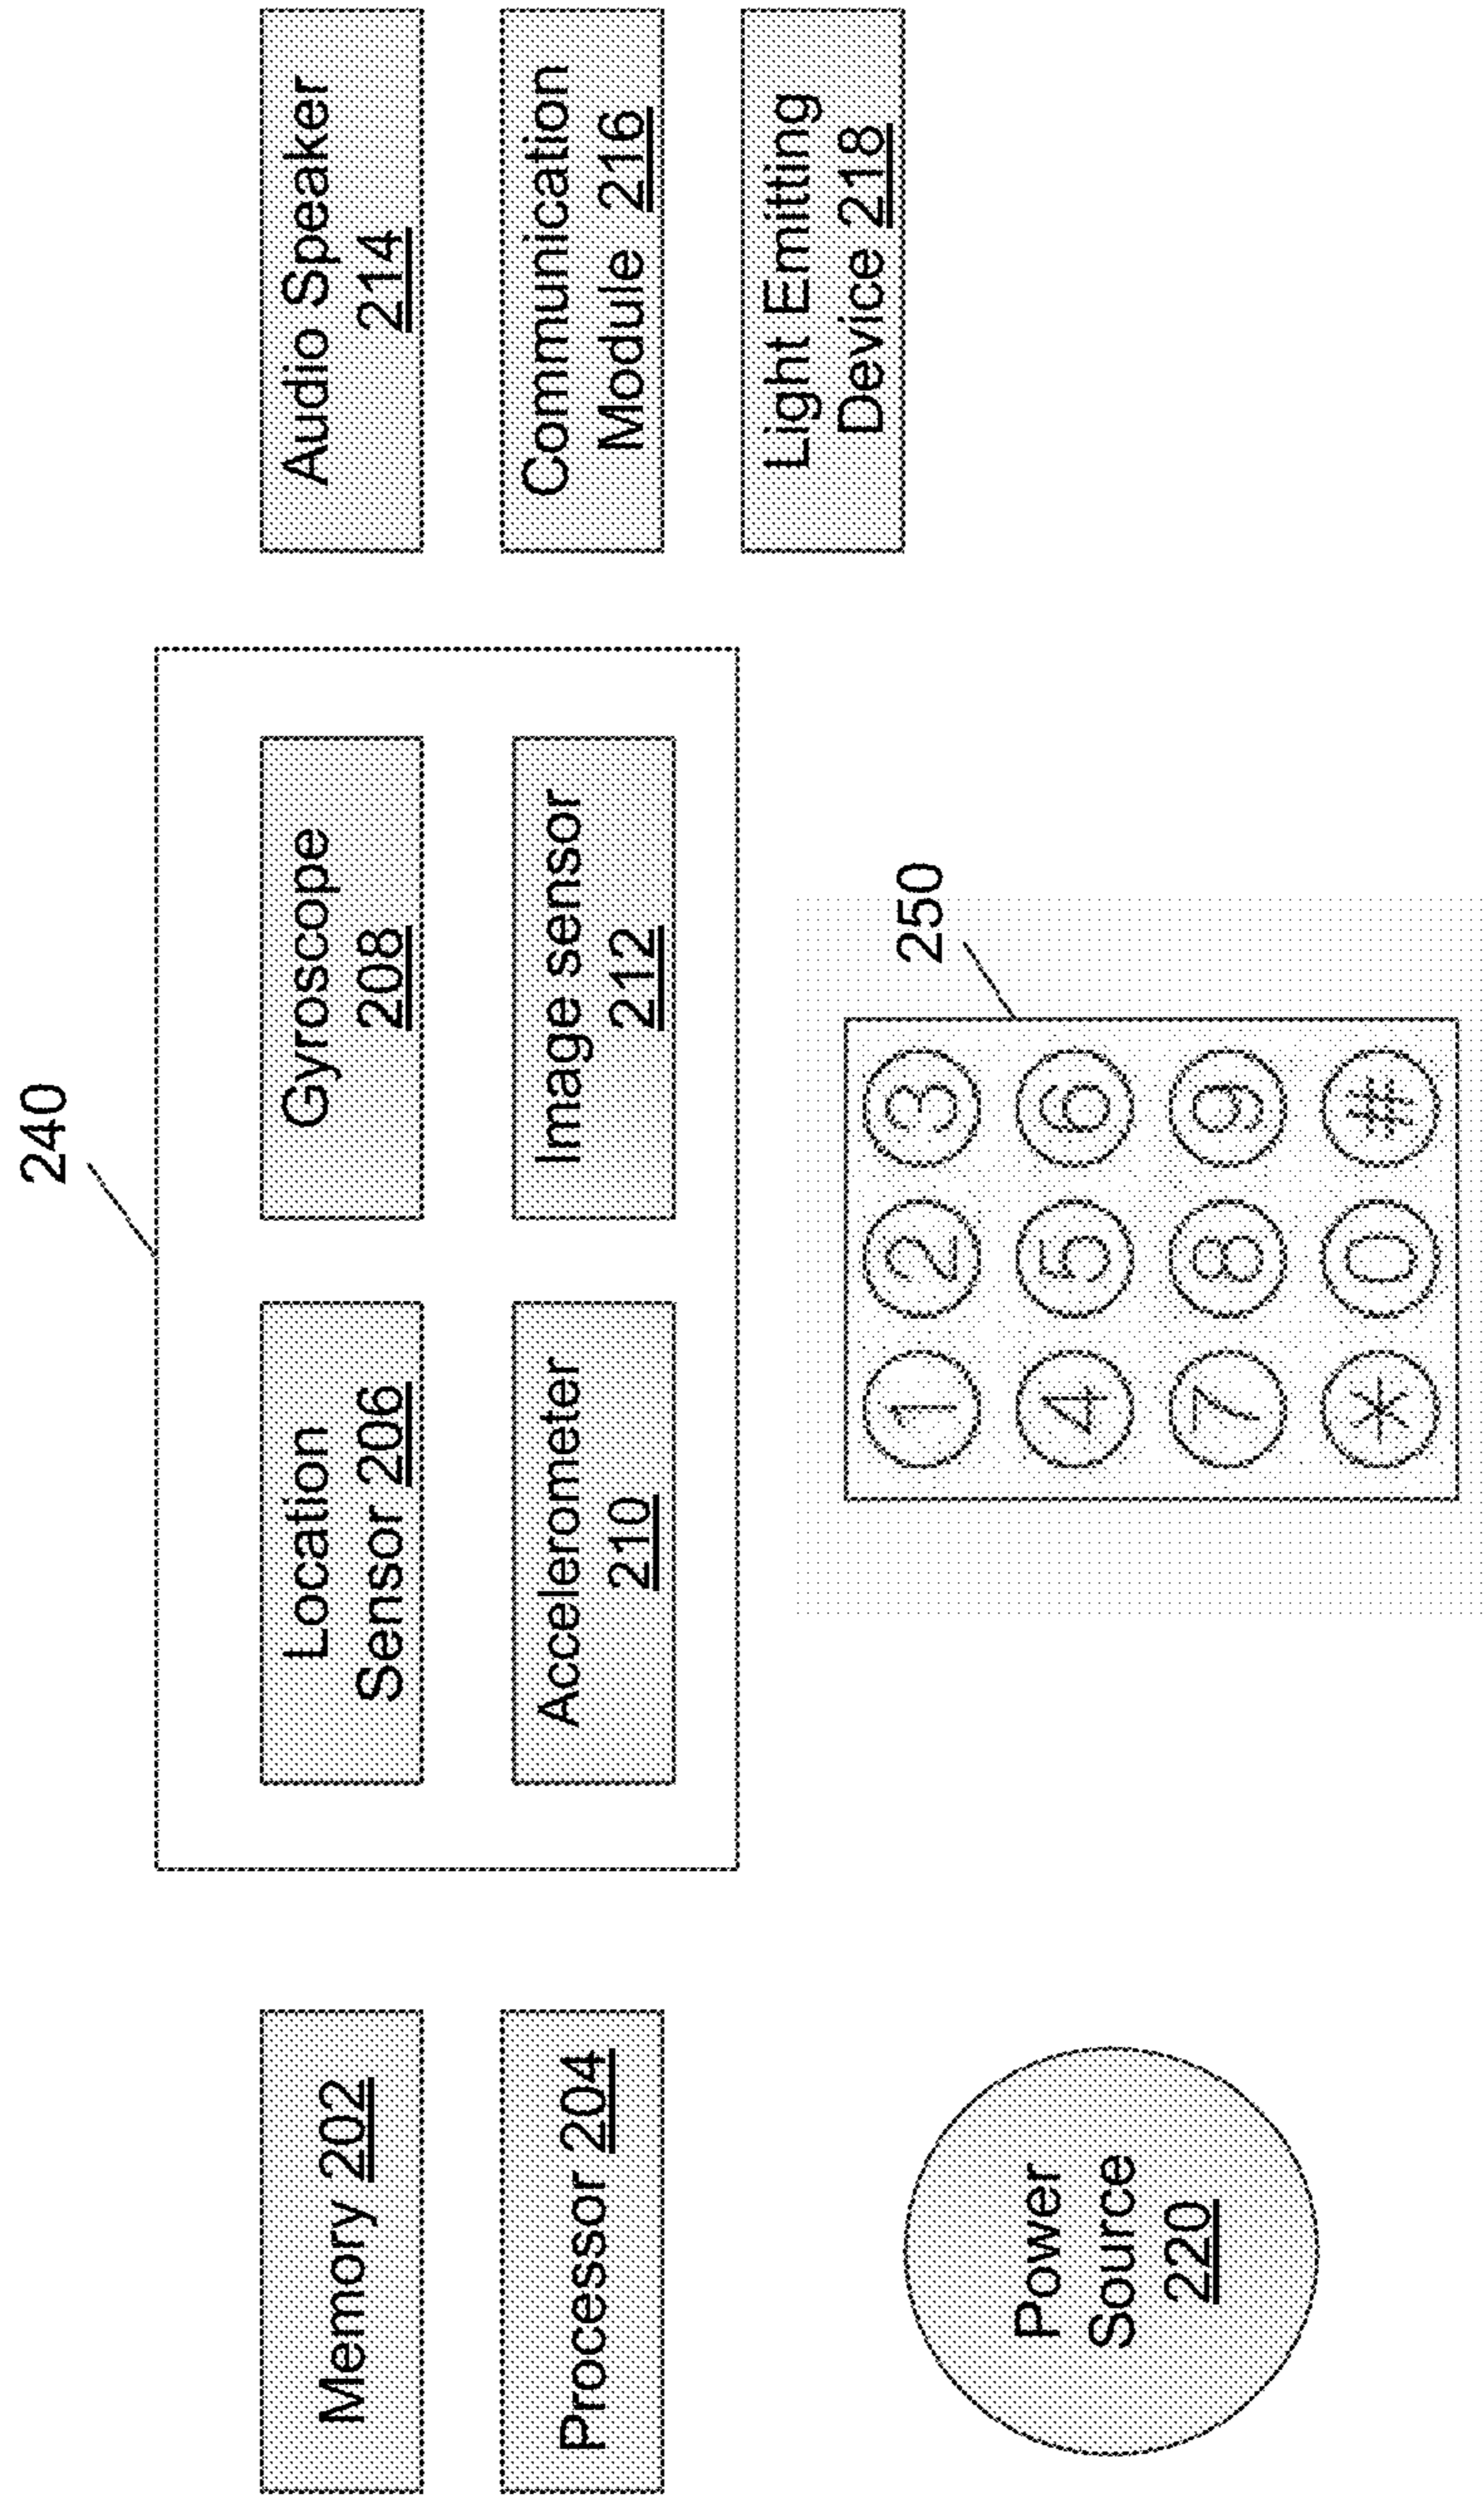 240
Memory 202
Processor 204
Power
Source
220
Location
Sensor 206
Gyroscope
208
Accelerometer
210
Image sensor
212
Audio Speaker
214
Communication
Module 216
Light Emitting
Device 218
250
1 2 3
4 5 6
7 8 9
* 0 #